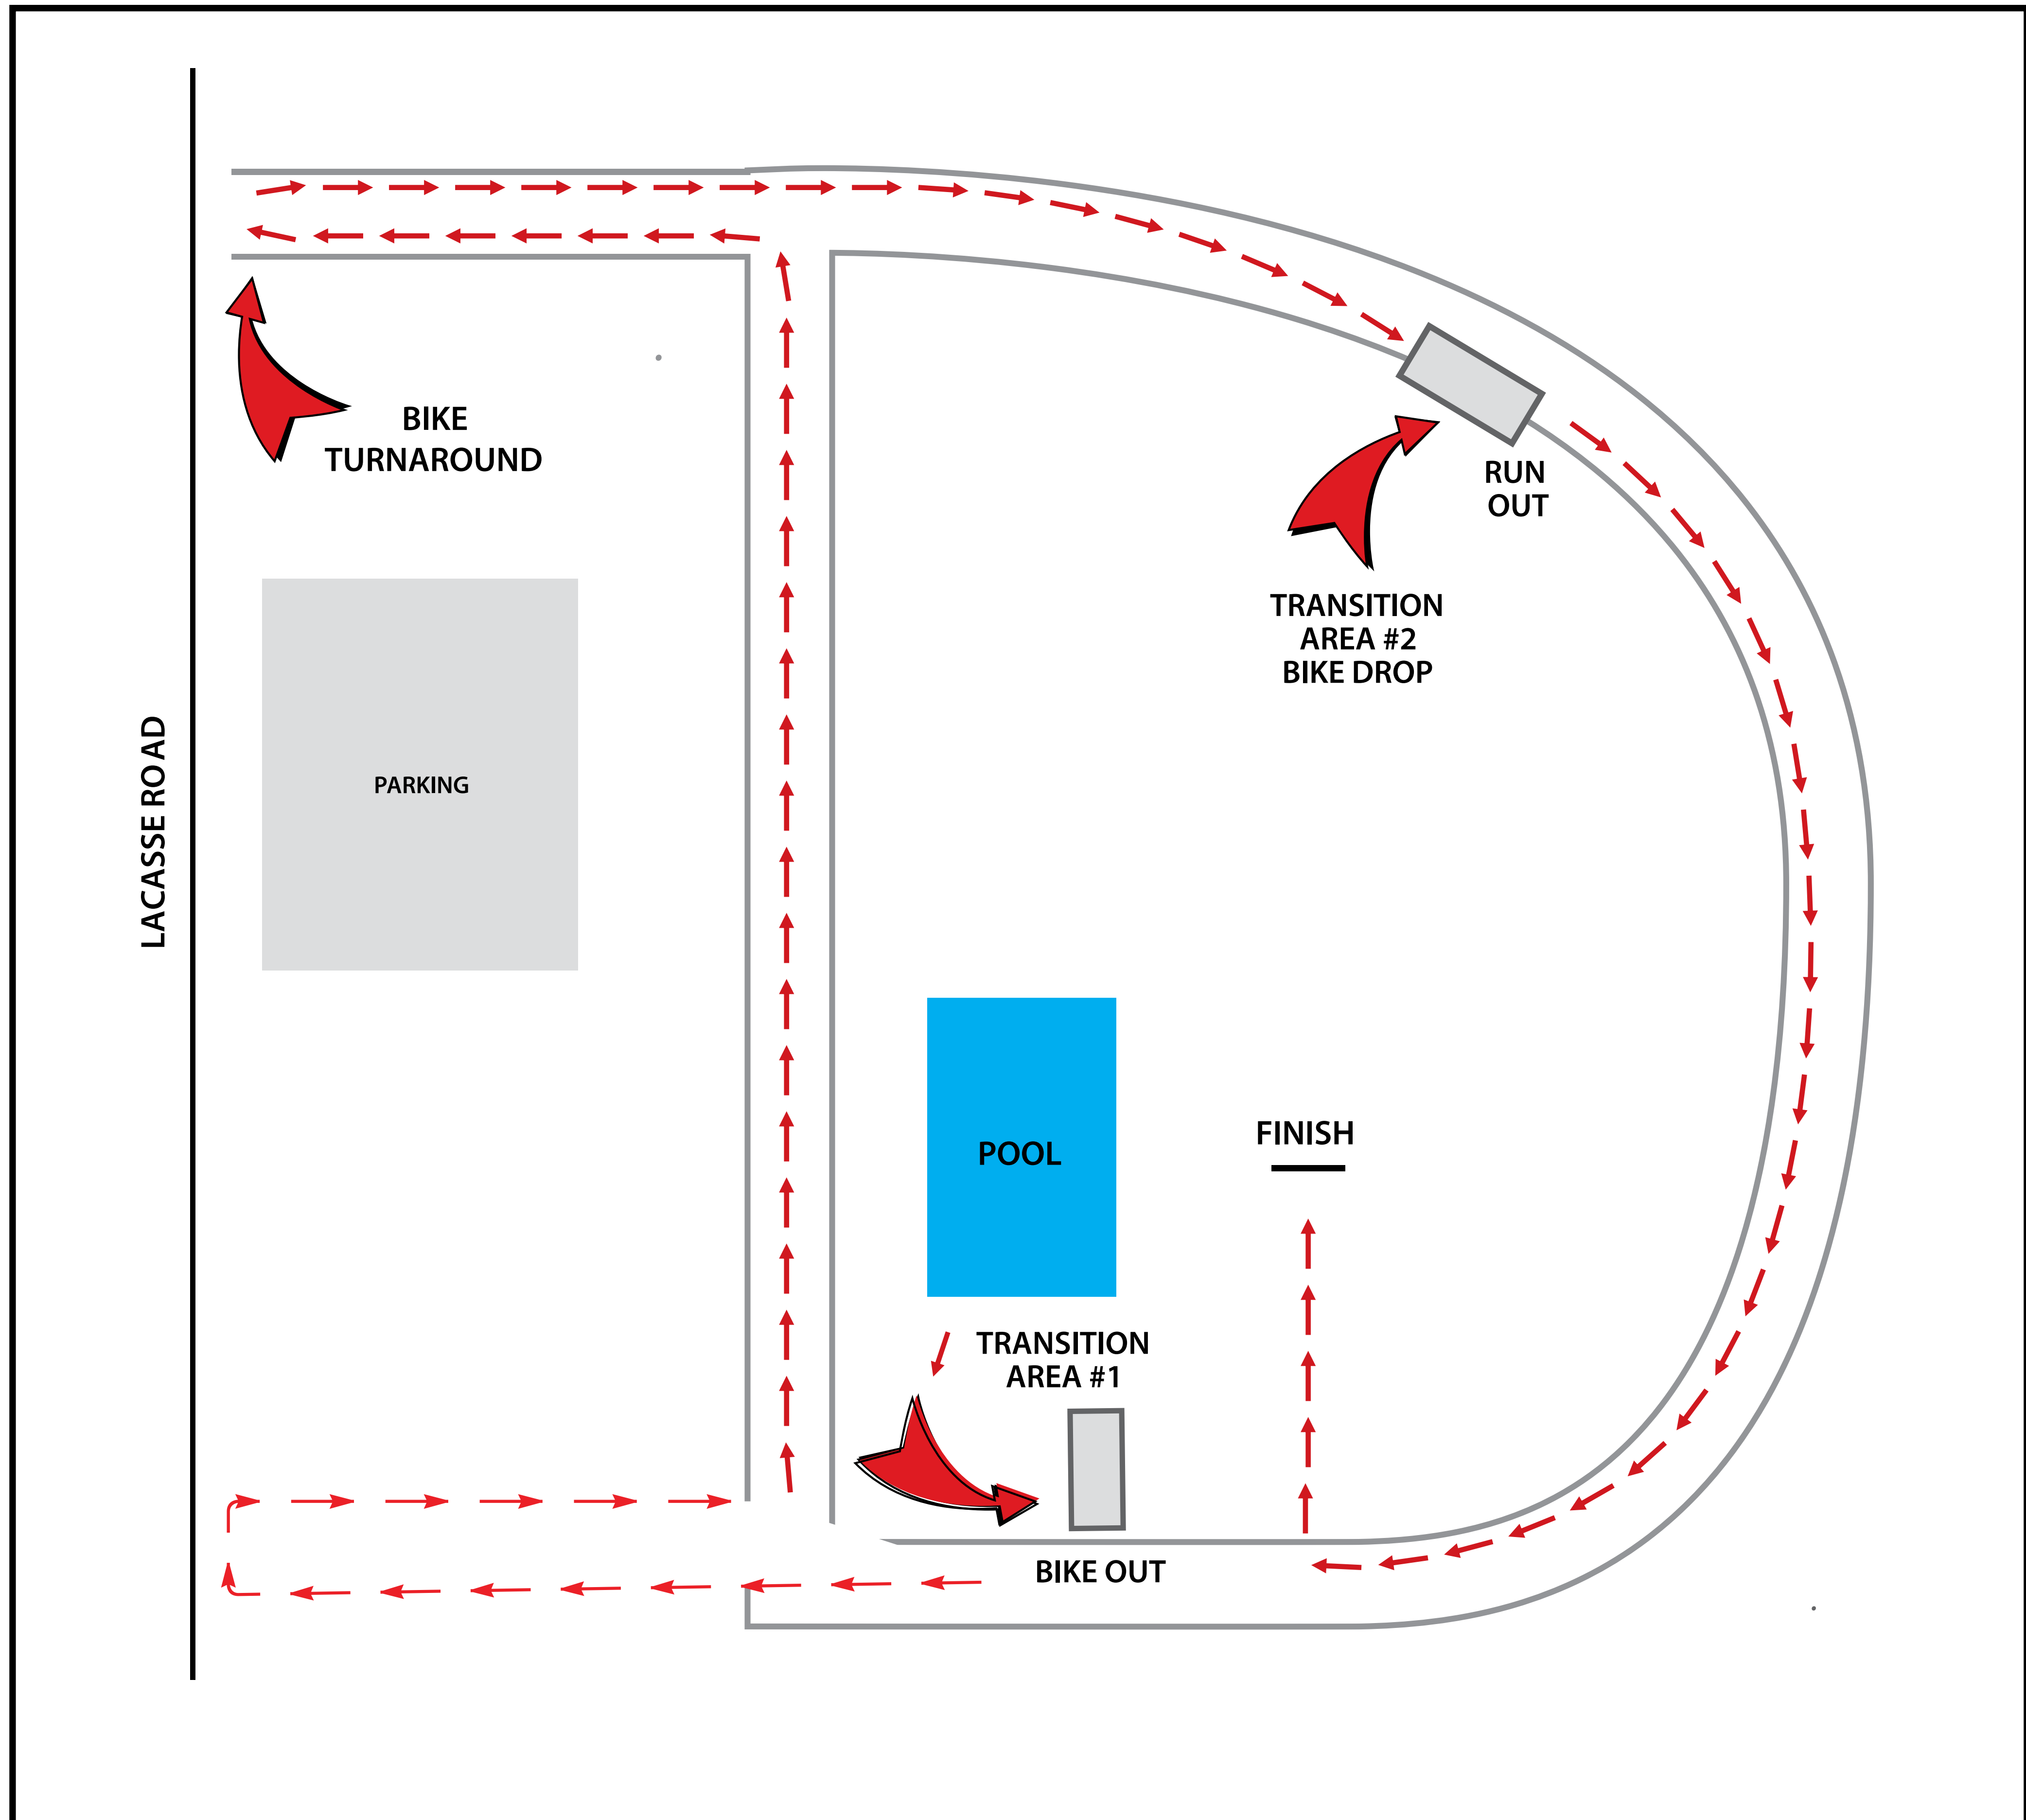 BIKE
TURNAROUND
RUN
OUT
TRANSITION
AREA #2
BIKE DROP
LACASSE ROAD
PARKING
FINISH
POOL
TRANSITION
AREA #1
BIKE OUT